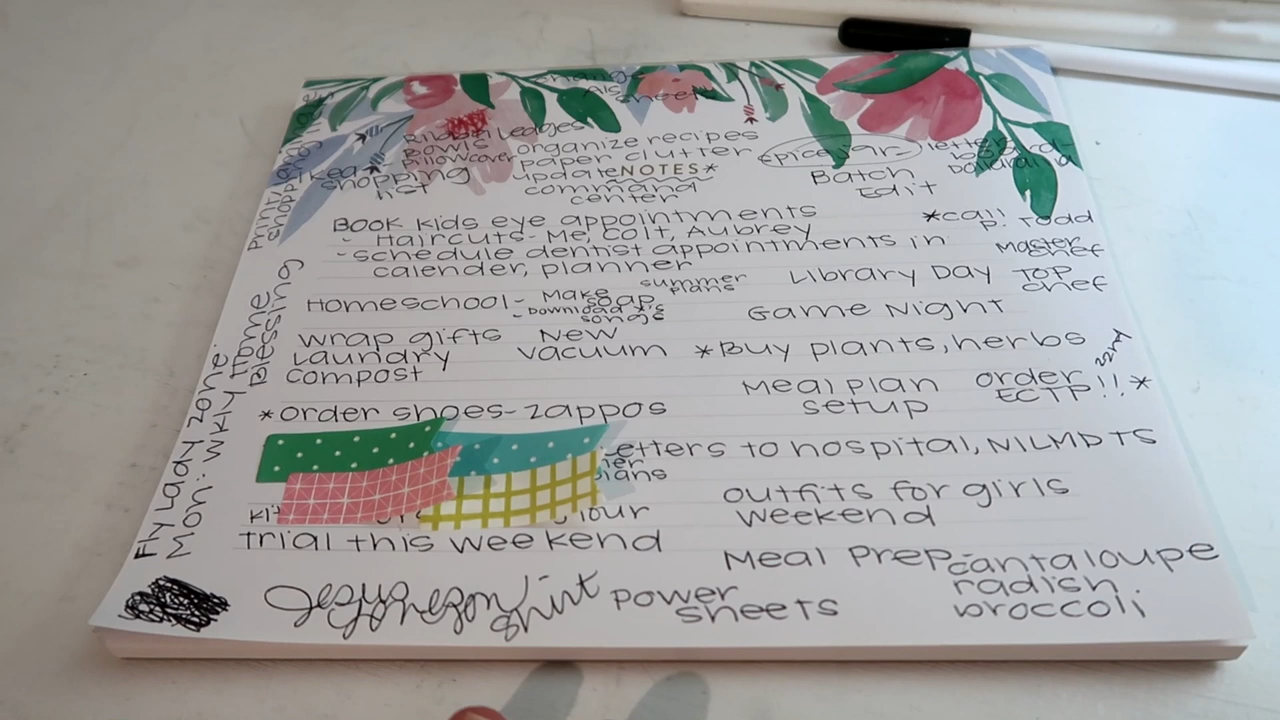 organize recipes
paper clutter
update NOTES*
command
center
Bowls
pillow cover
shopping
list
Batch
Edit
BOOK kids eye appointments
- Haircuts- Me, Colt, Aubrey
- schedule dentist appointments in
calender, planner
*call
P! Todd
Master
chef
TOP
chef
Library Day
Homeschool- Make
soap
summer
plans
- Download
songs
Game Night
wrap gifts
Laundry
compost
New
vacuum
*Buy plants, herbs
Meal plan
setup
order
ECTP!!*
*order shoes- zappos
Letters to hospital, NILMDTS
outfits for girls
weekend
trial this weekend
Meal Prep
cantaloupe
radish
broccoli
Jesus
shirt
power
sheets
Fly Lady zone:
Mon: Wkly Home
Blessing
Print
shopping